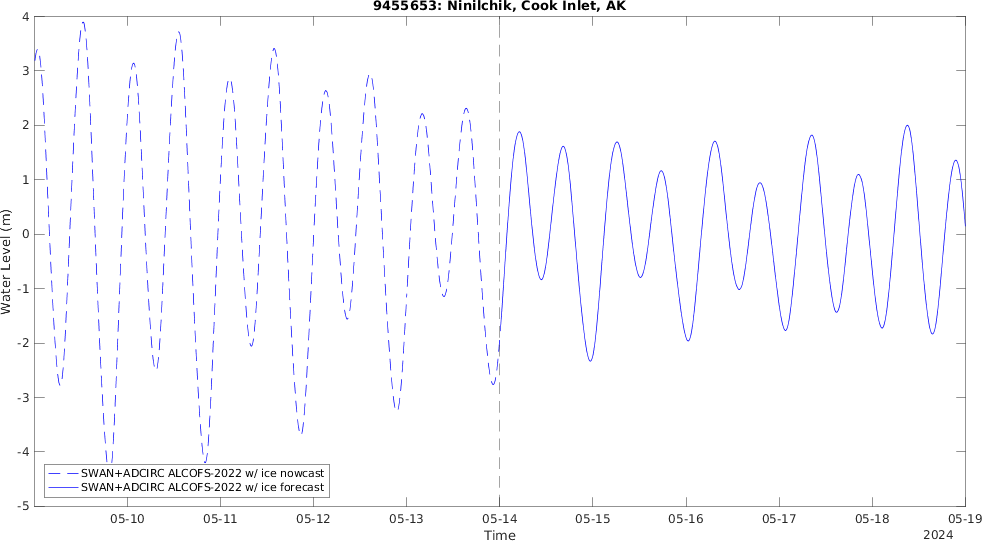 9455653: Ninilchik, Cook Inlet, AK
4
3
2
1
0
-1
-2
-3
-4
-5
Water Level (m)
SWAN+ADCIRC ALCOFS-2022 w/ ice nowcast
SWAN+ADCIRC ALCOFS-2022 w/ ice forecast
05-10 05-11 05-12 05-13 05-14 05-15 05-16 05-17 05-18 05-19
Time
2024